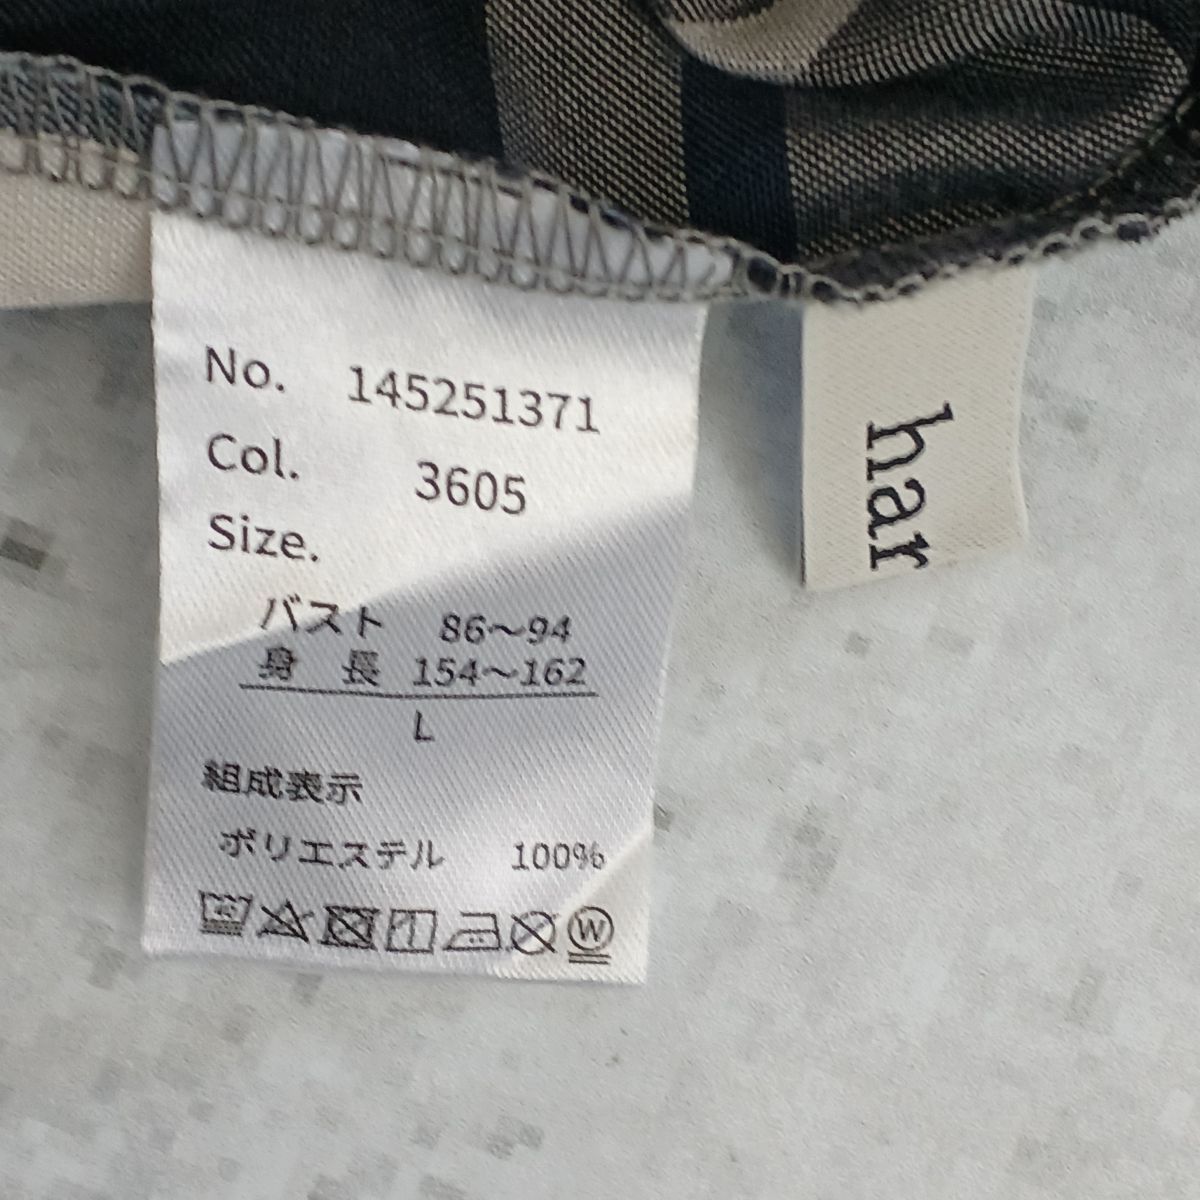 No. 145251371
Col. 3605
Size.
バスト 86～94
身長 154～162
L
組成表示
ポリエステル 100%
W
har